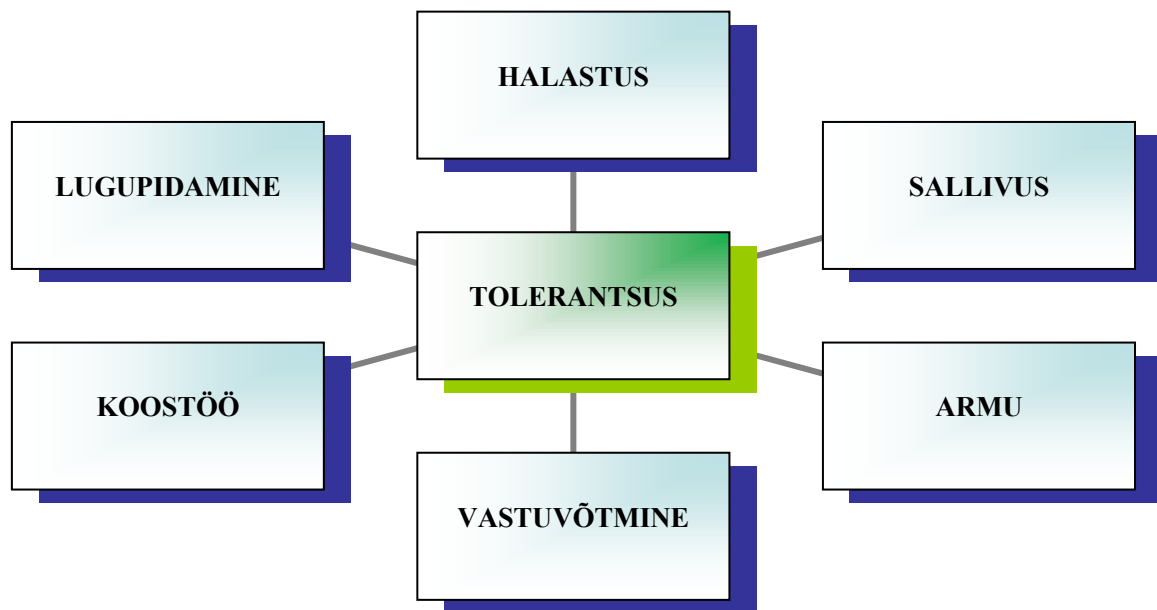 HALASTUS
LUGUPIDAMINE
SALLIVUS
TOLERANTSUS
KOOSTÖÖ
ARMU
VASTUVÕTMINE